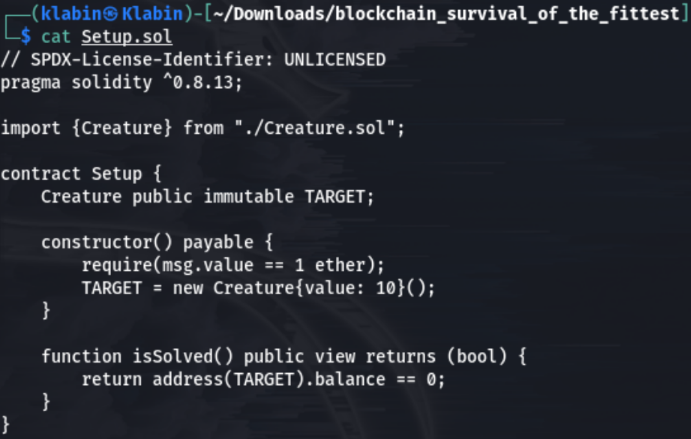 ┌──(klabin㉿Klabin)-[~/Downloads/blockchain_survival_of_the_fittest]
└─$ cat Setup.sol
// SPDX-License-Identifier: UNLICENSED
pragma solidity ^0.8.13;

import {Creature} from "./Creature.sol";

contract Setup {
    Creature public immutable TARGET;

    constructor() payable {
        require(msg.value == 1 ether);
        TARGET = new Creature{value: 10}();
    }

    function isSolved() public view returns (bool) {
        return address(TARGET).balance == 0;
    }
}